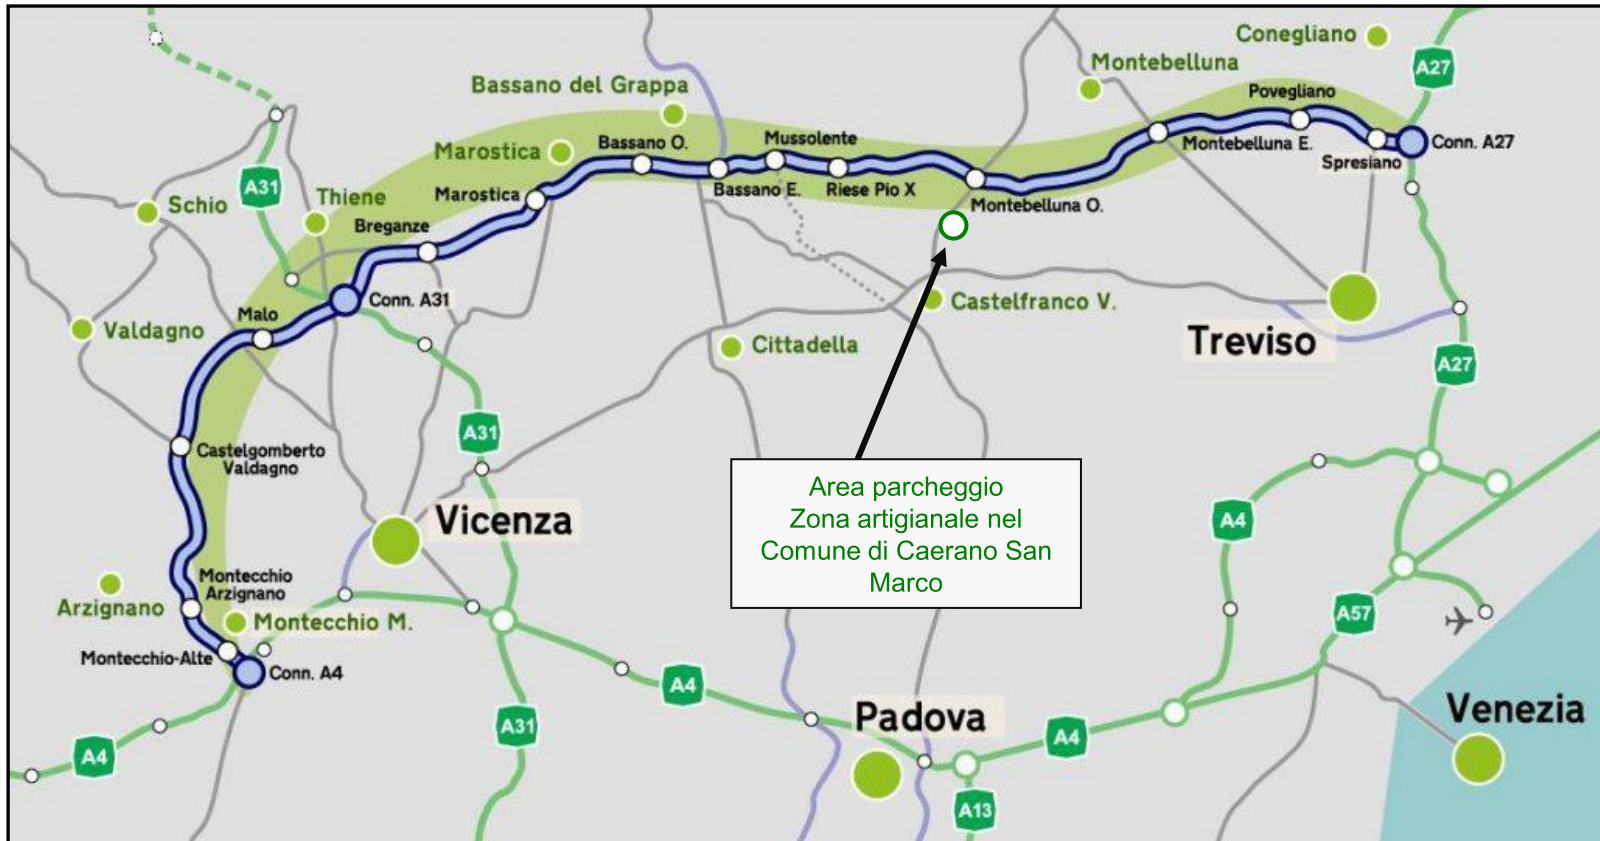 Conegliano
A27
Montebelluna
Bassano del Grappa
Povegliano
Mussolente
Bassano O.
Marostica
Montebelluna E.
Conn. A27
Spresiano
A31
Thiene
Schio
Marostica
Bassano E.
Riese Pio X
Montebelluna O.
Breganze
Conn. A31
Castelfranco V.
Malo
Valdagno
Cittadella
Treviso
A27
A31
Castelgomberto
Valdagno
Area parcheggio
Zona artigianale nel
Comune di Caerano San
Marco
Vicenza
A4
Montecchio
Arzignano
Arzignano
Montecchio M.
A57
Montecchio-Alte
Conn. A4
A4
Padova
Venezia
A31
A4
A4
A13